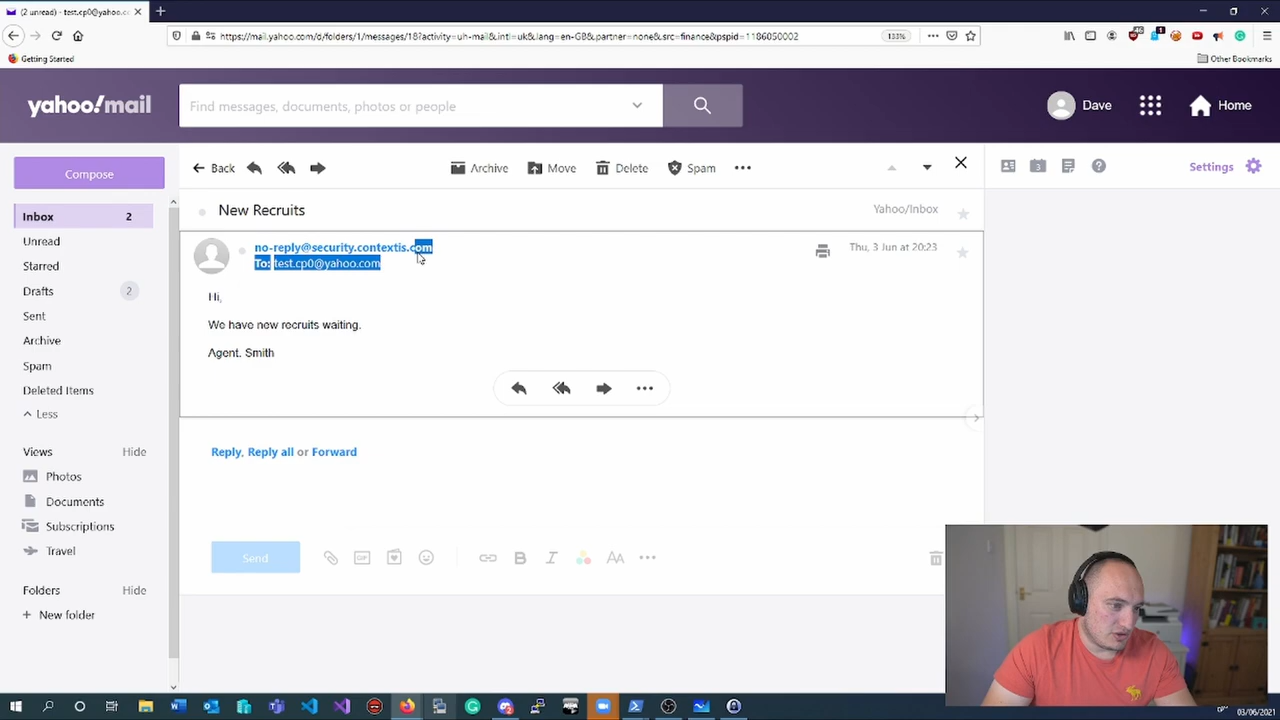 (2 unread) - test.cp0@yahoo.c
https://mail.yahoo.com/d/folders/1/messages/18?activity=uh-mail&intl=uk&lang=en-GB&partner=none&src=finance&pspid=1186050002
133%
Getting Started
Other Bookmarks
yahoo!mail
Find messages, documents, photos or people
Dave
Home
Compose
Back
Archive
Move
Delete
Spam
3
Settings
Inbox 2
Unread
Starred
Drafts 2
Sent
Archive
Spam
Deleted Items
Less
Views Hide
Photos
Documents
Subscriptions
Travel
Folders Hide
+ New folder
New Recruits
Yahoo/Inbox
no-reply@security.contextis.com
Thu, 3 Jun at 20:23
To: test.cp0@yahoo.com
Hi,
We have new recruits waiting.
Agent. Smith
Reply, Reply all or Forward
Send
GIF
B
I
AA
03/06/2021